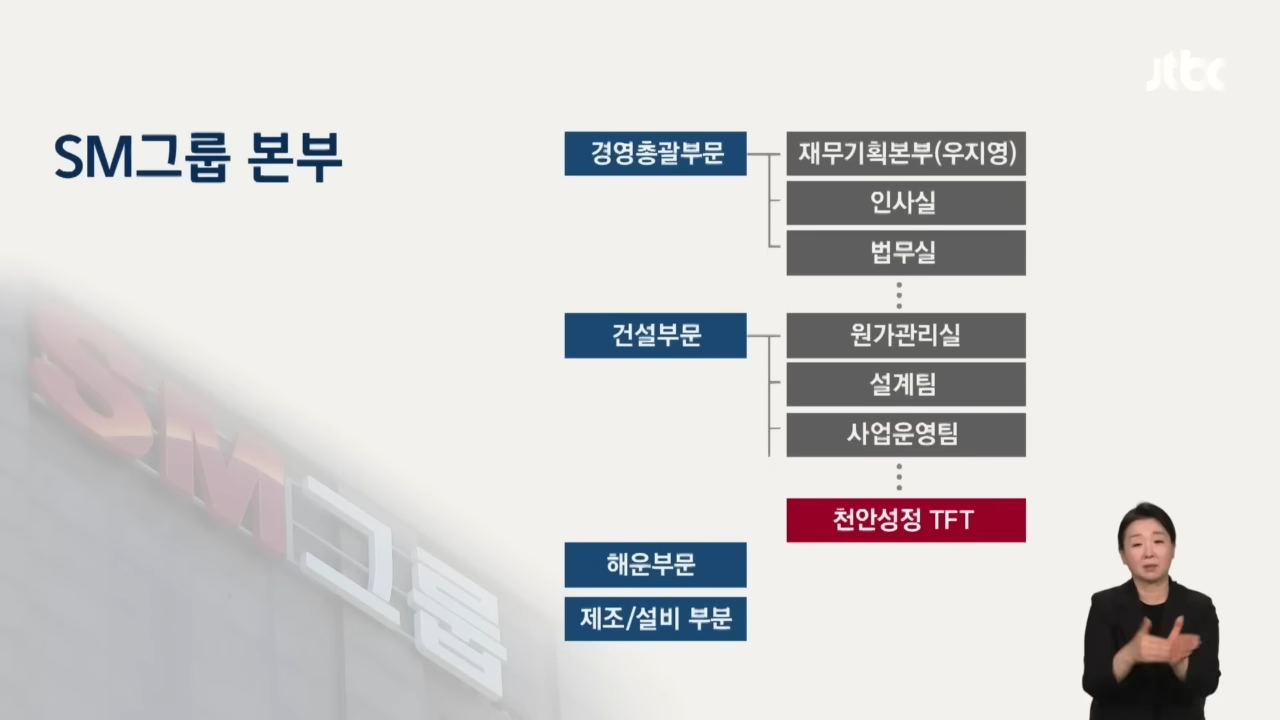 jtbc
SM그룹 본부
경영총괄부문
재무기획본부(우지영)
인사실
법무실
건설부문
원가관리실
설계팀
사업운영팀
천안성정 TFT
해운부문
제조/설비 부분
SM그룹